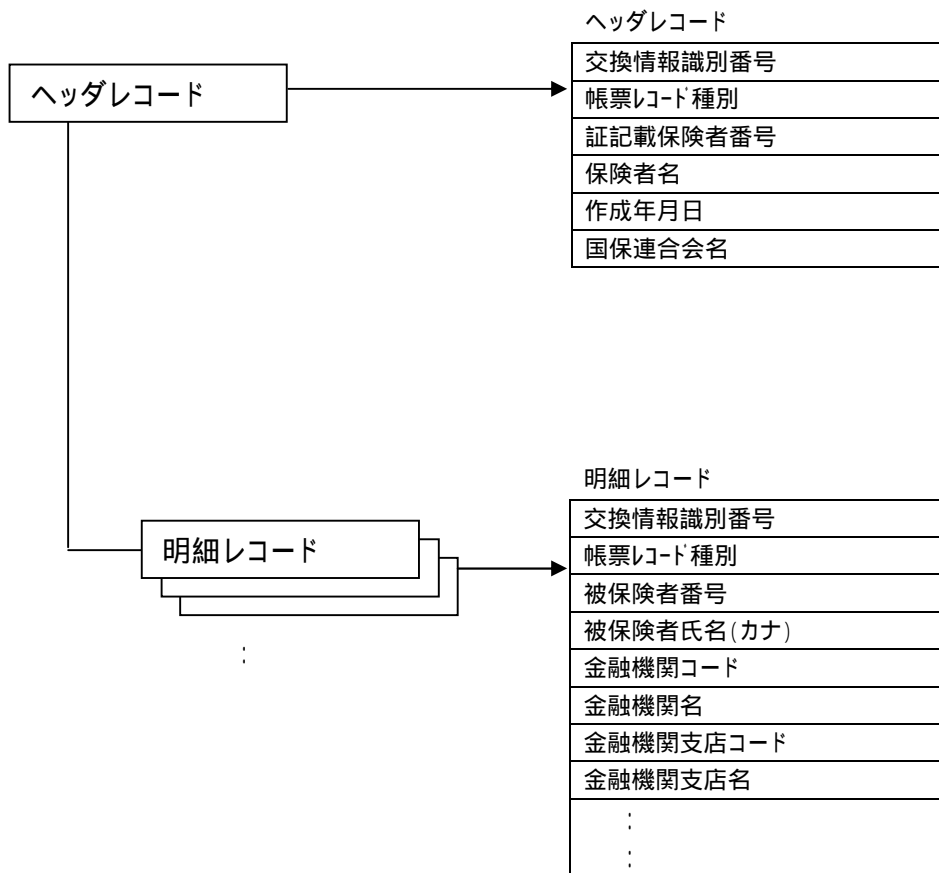 ヘッダレコード
ヘッダレコード
交換情報識別番号
帳票ﾚｺｰﾄﾞ種別
証記載保険者番号
保険者名
作成年月日
国保連合会名
明細レコード
明細レコード
:
交換情報識別番号
帳票ﾚｺｰﾄﾞ種別
被保険者番号
被保険者氏名(カナ)
金融機関コード
金融機関名
金融機関支店コード
金融機関支店名
:
: